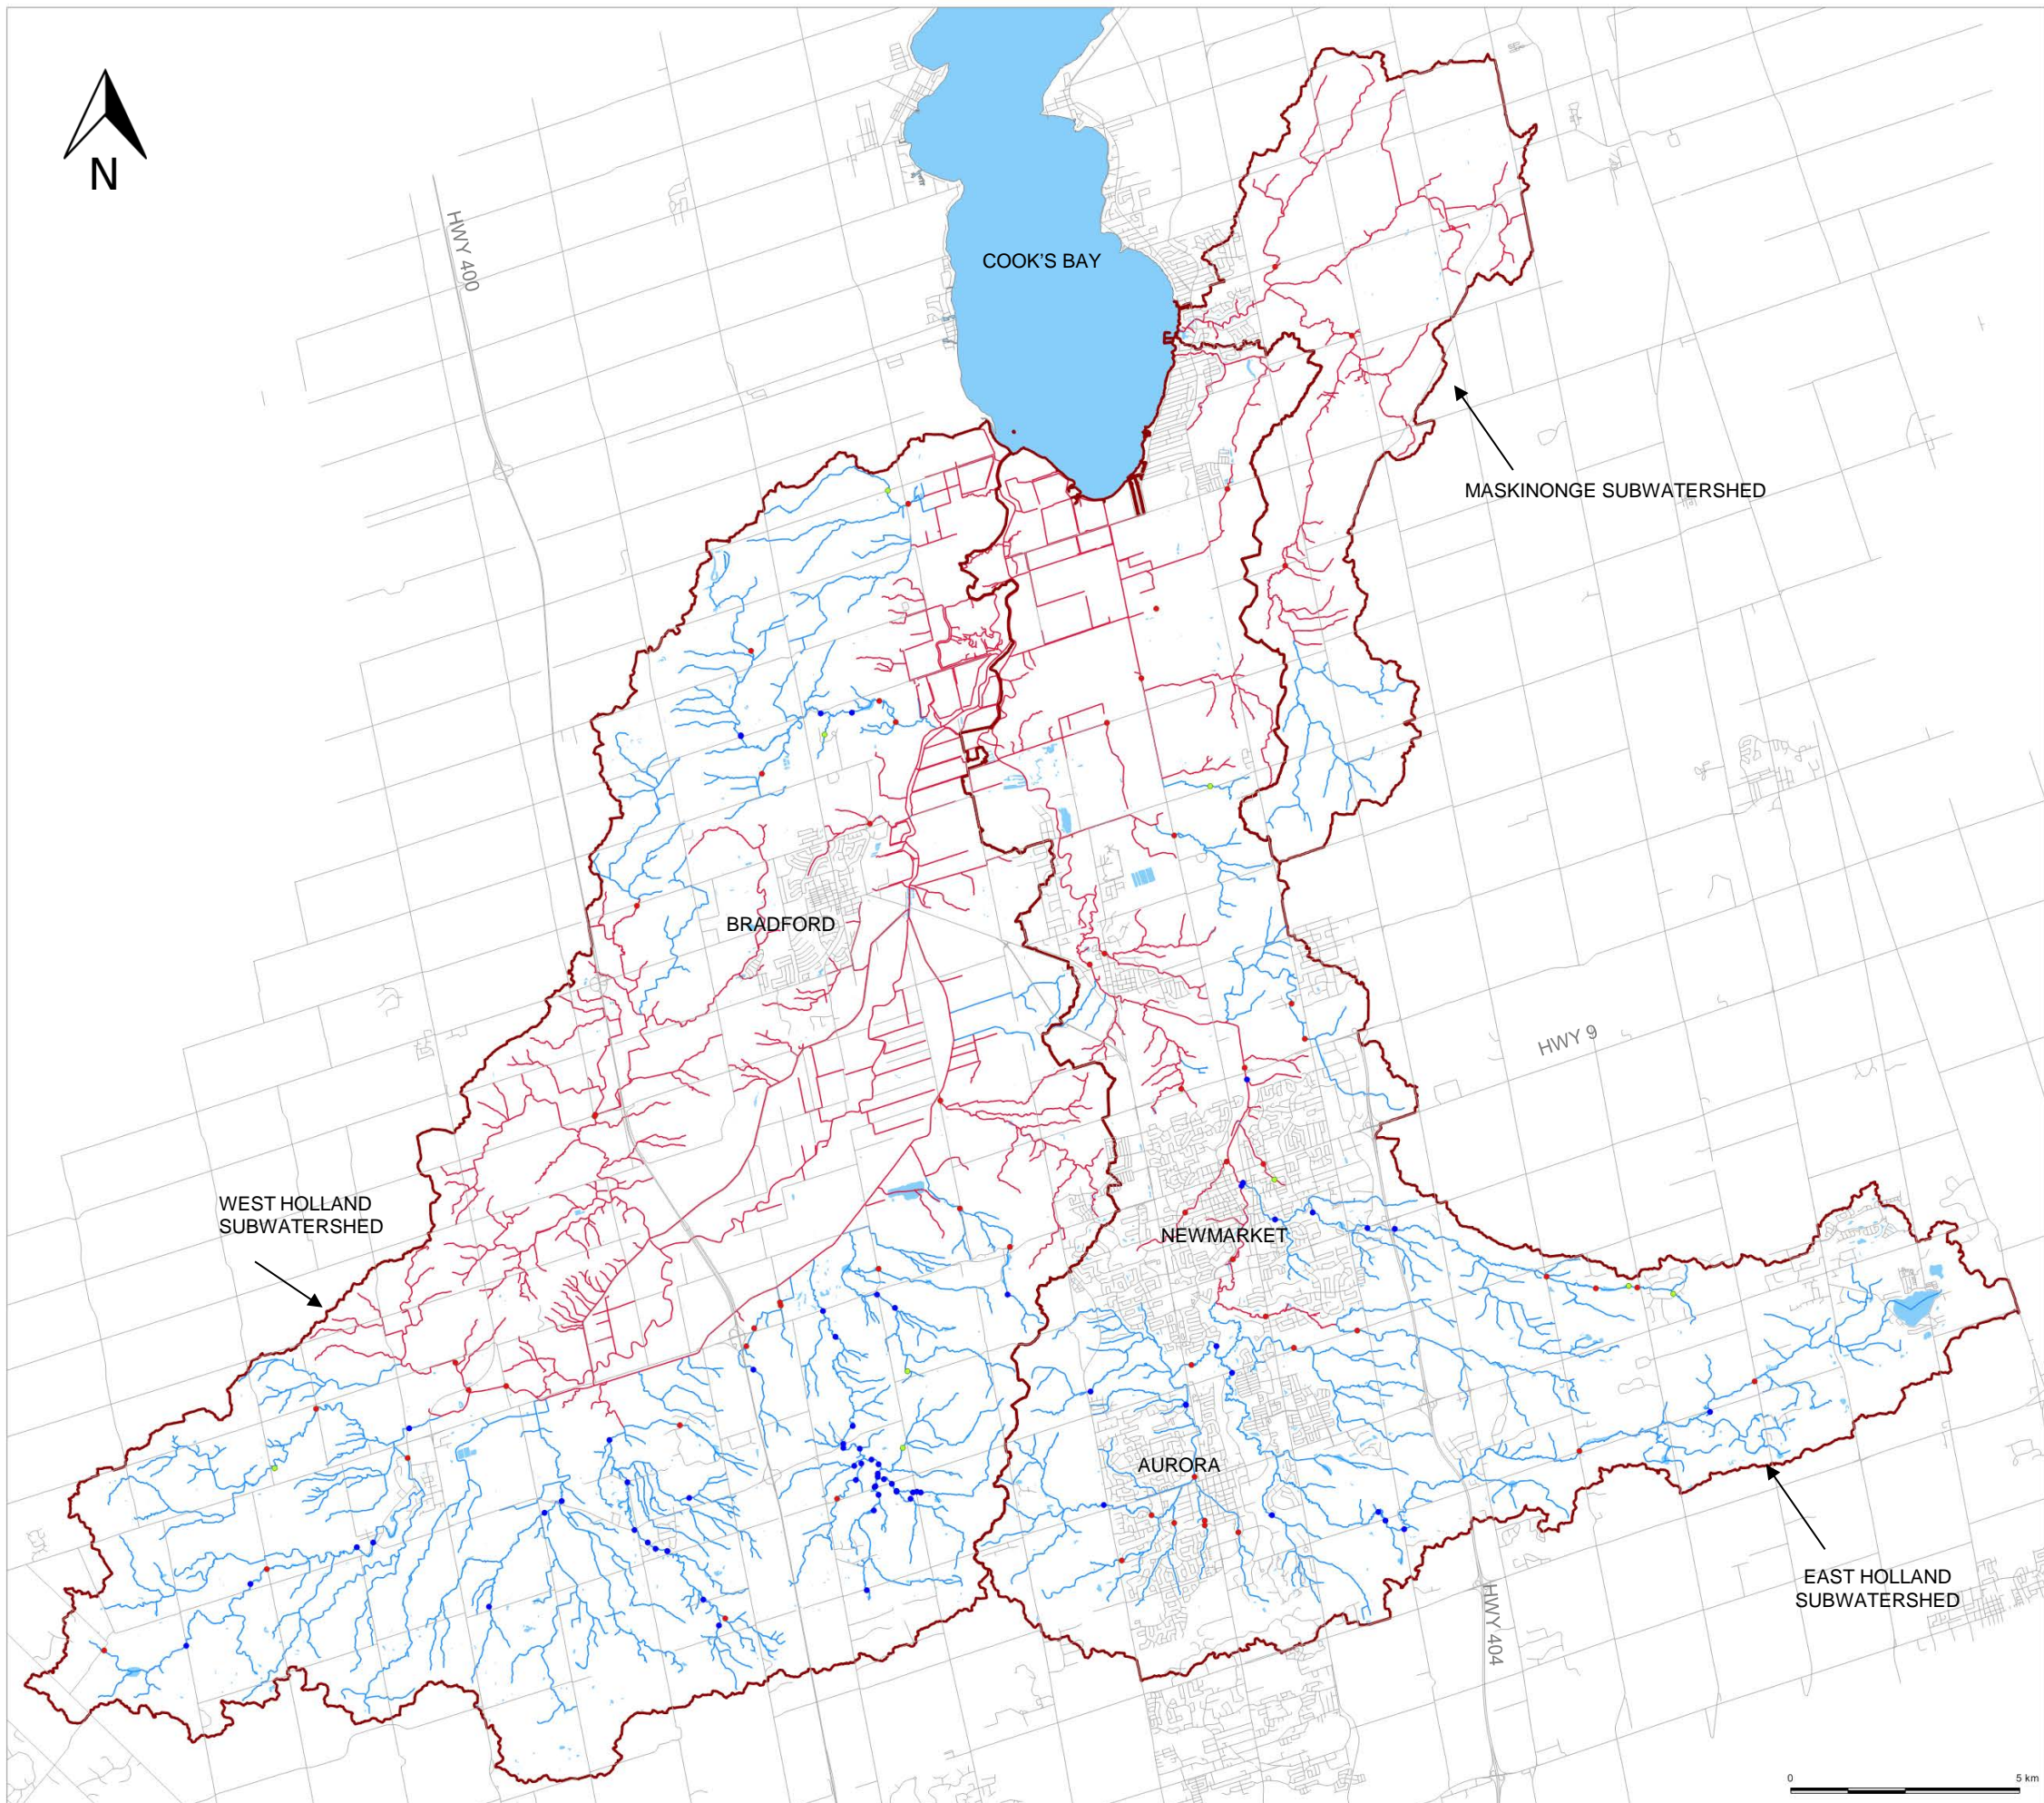 N
HWY 400
COOK'S BAY
MASKINONGE SUBWATERSHED
BRADFORD
HWY 9
WEST HOLLAND
SUBWATERSHED
NEWMARKET
AURORA
EAST HOLLAND
SUBWATERSHED
HWY 404
0 5 km